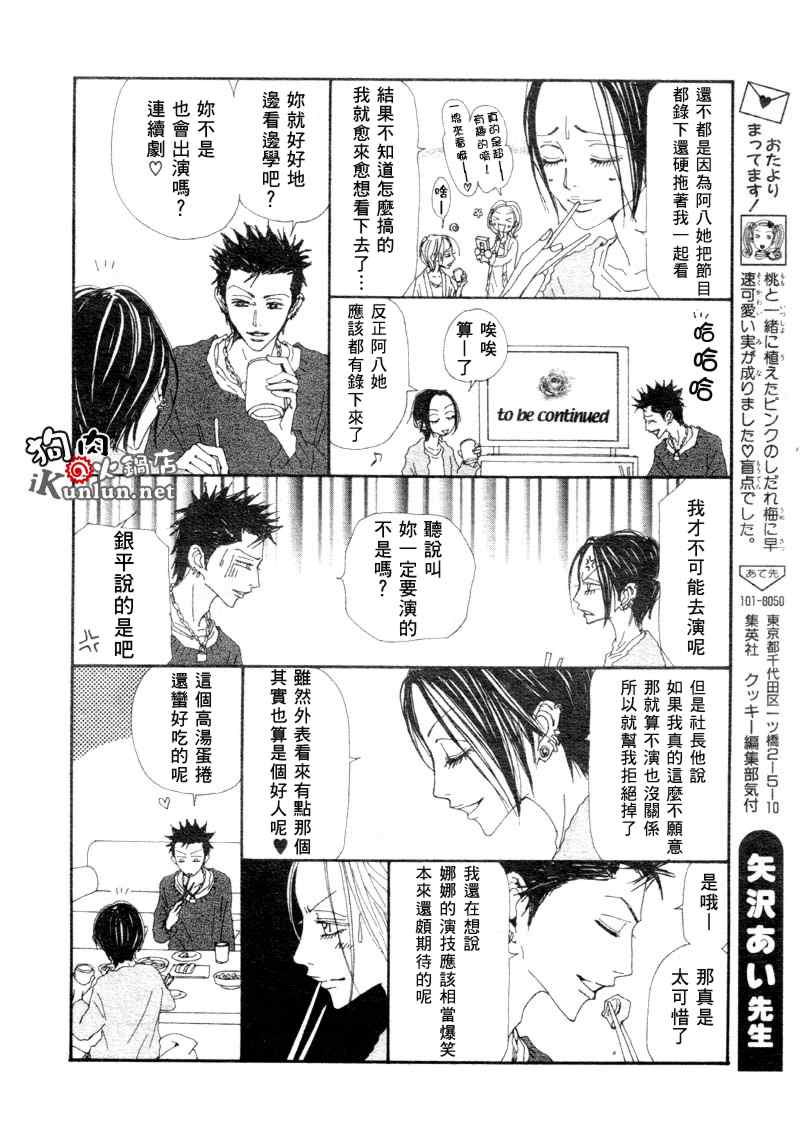 還不都是因為阿八她把節目
都錄下還硬拖著我一起看
真的是超
有趣的唷！
一塊來看嘛—
啥—
結果不知道怎麼搞的
我就愈來愈想看下去了…
妳就好好地
邊看邊學吧？
妳不是
也會出演嗎？
連續劇♡
哈哈哈
to be continued
唉唉
算—了
反正阿八她
應該都有錄下來了
我才不可能去演呢
聽說叫
妳一定要演的
不是嗎？
銀平說的是吧
但是社長他說
如果我真的這麼不願意
那就算不演也沒關係
所以就幫我拒絕掉了
雖然外表看來有點那個
其實也算是個好人呢♥
這個高湯蛋捲
還蠻好吃的呢
♡
是哦—
那真是
太可惜了
我還在想說
娜娜的演技應該相當爆笑
本來還頗期待的呢
狗肉
火鍋店
iKunlun.net
おたより
まってます！
桃と一緒に植えたピンクのしだれ梅に早
速可愛い実が成りました♡盲点でした。
あて先
101-8050
東京都千代田区一ツ橋2-5-10
集英社 クッキー編集部気付
矢沢あい先生